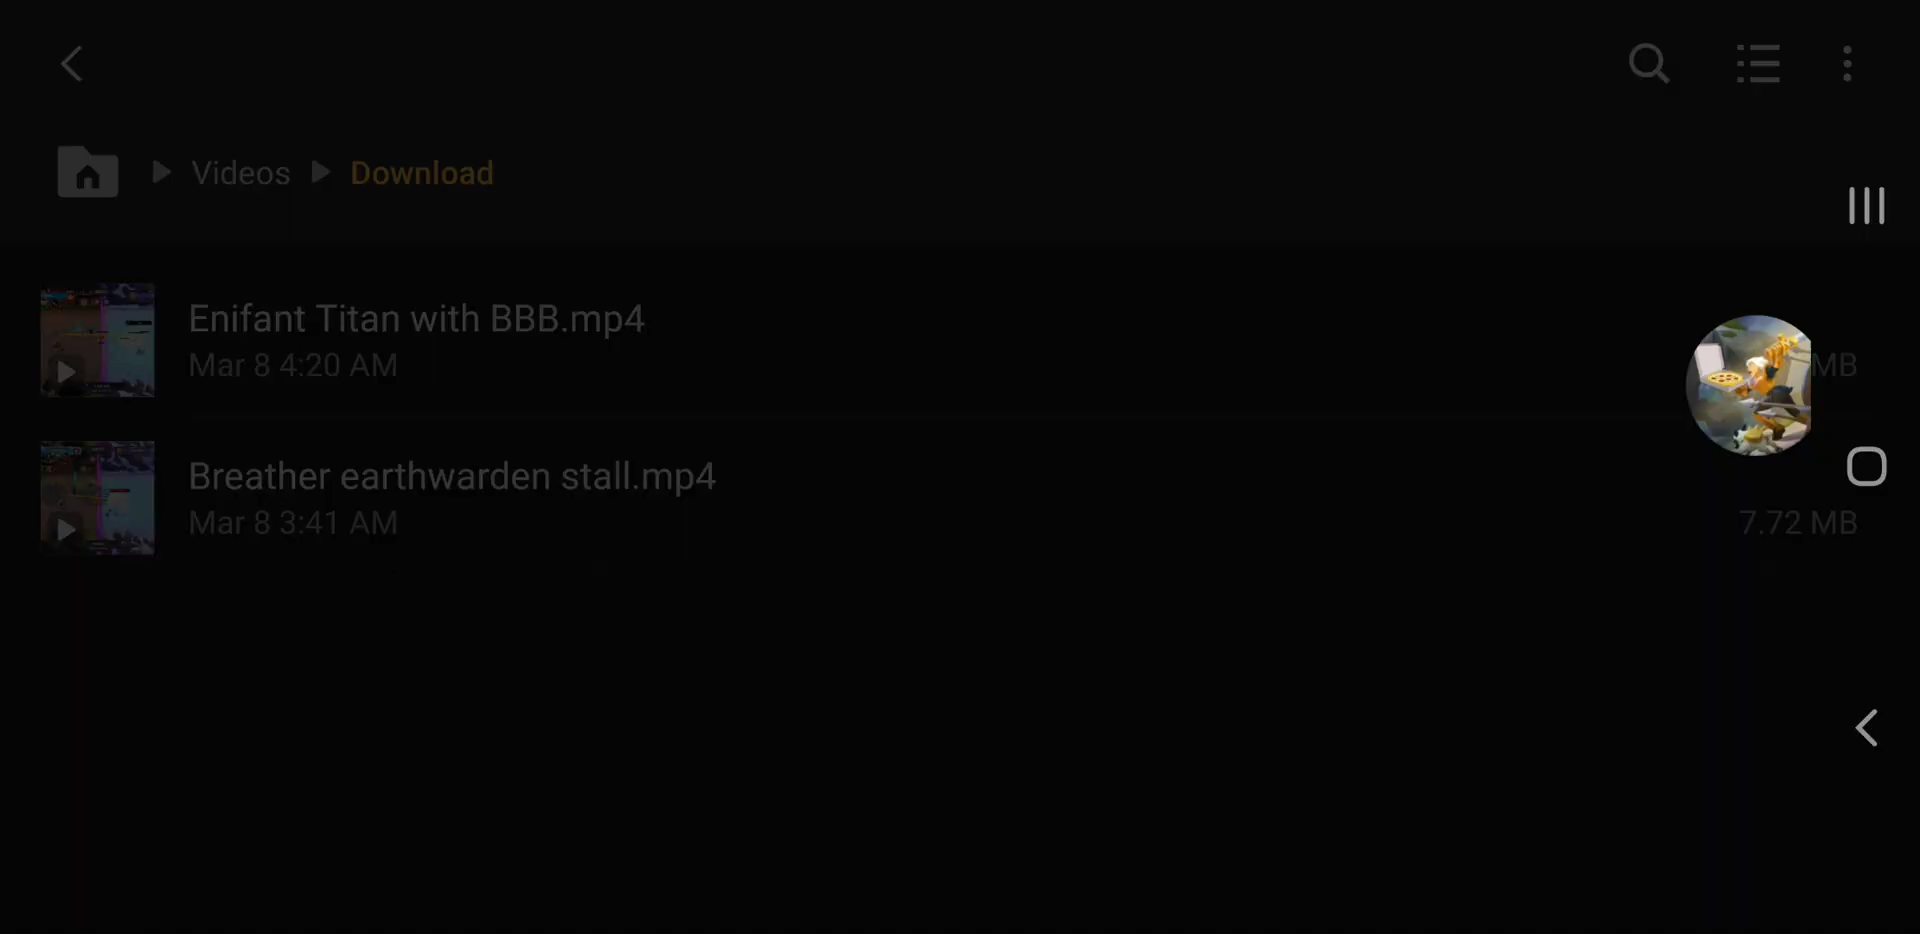 Videos Download
Enifant Titan with BBB.mp4
Mar 8 4:20 AM
MB
Breather earthwarden stall.mp4
Mar 8 3:41 AM
7.72 MB